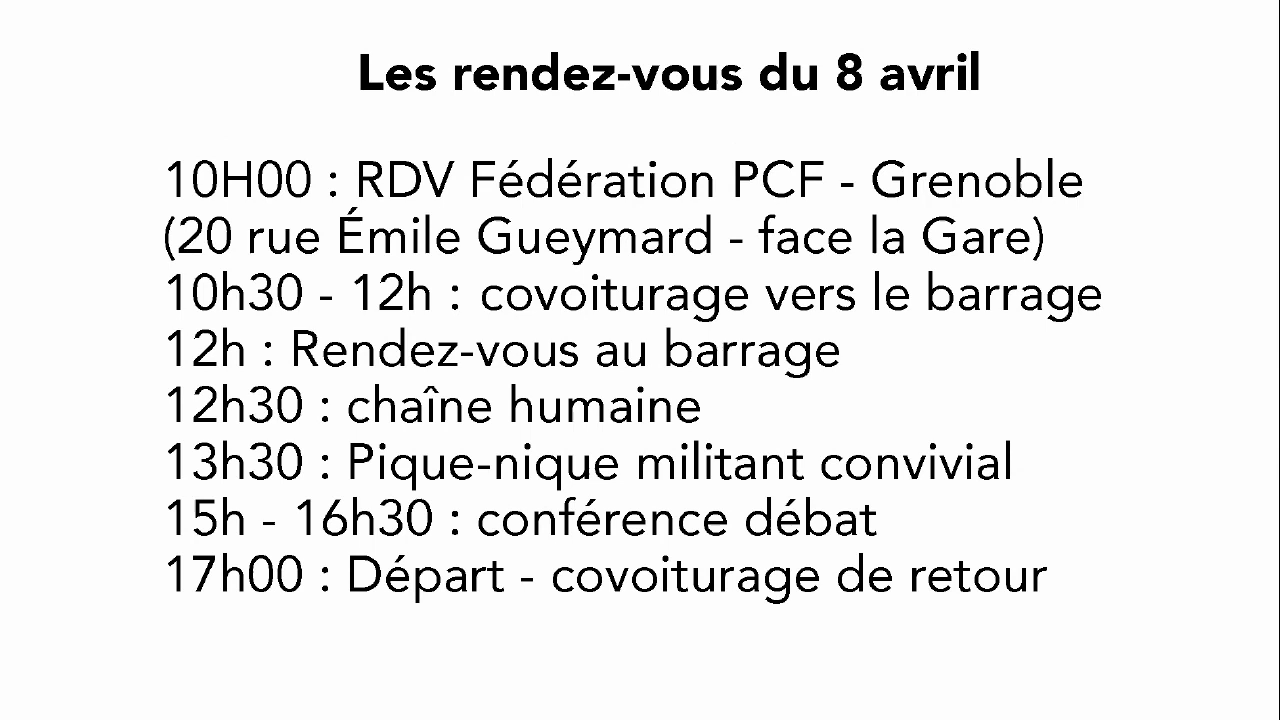 Les rendez-vous du 8 avril
10H00 : RDV Fédération PCF - Grenoble
(20 rue Émile Gueymard - face la Gare)
10h30 - 12h : covoiturage vers le barrage
12h : Rendez-vous au barrage
12h30 : chaîne humaine
13h30 : Pique-nique militant convivial
15h - 16h30 : conférence débat
17h00 : Départ - covoiturage de retour